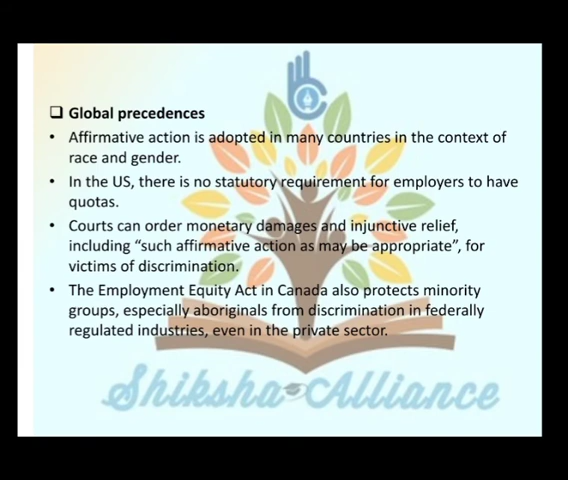 ❑ Global precedences
• Affirmative action is adopted in many countries in the context of
race and gender.
• In the US, there is no statutory requirement for employers to have
quotas.
• Courts can order monetary damages and injunctive relief,
including “such affirmative action as may be appropriate”, for
victims of discrimination.
• The Employment Equity Act in Canada also protects minority
groups, especially aboriginals from discrimination in federally
regulated industries, even in the private sector.
Shiksha Alliance